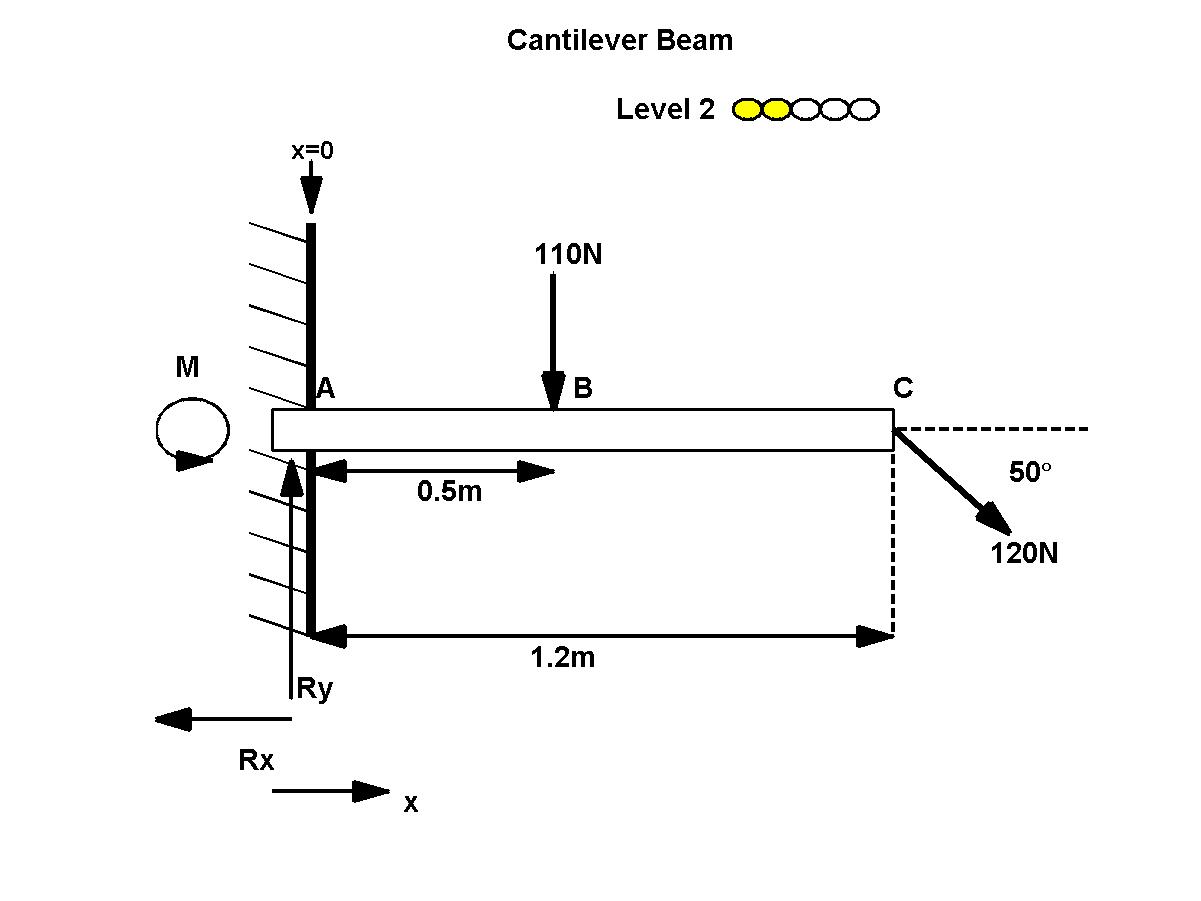 Cantilever Beam
Level 2
x=0
110N
M
A
B
C
50°
0.5m
120N
1.2m
Ry
Rx
x